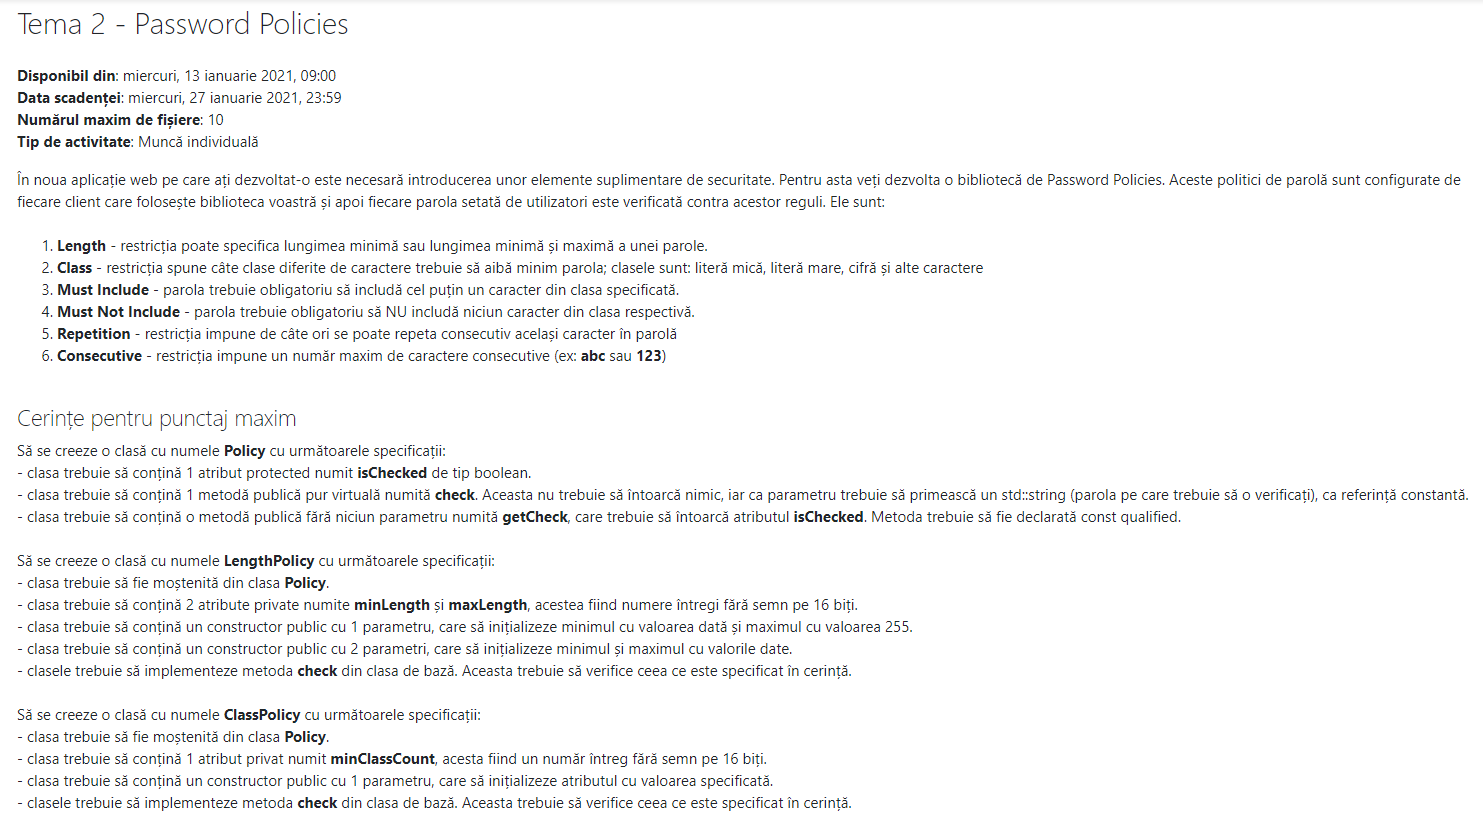 Tema 2 - Password Policies
Disponibil din: miercuri, 13 ianuarie 2021, 09:00
Data scadenței: miercuri, 27 ianuarie 2021, 23:59
Numărul maxim de fișiere: 10
Tip de activitate: Muncă individuală
În noua aplicație web pe care ați dezvoltat-o este necesară introducerea unor elemente suplimentare de securitate. Pentru asta veți dezvolta o bibliotecă de Password Policies. Aceste politici de parolă sunt configurate de
fiecare client care folosește biblioteca voastră și apoi fiecare parola setată de utilizatori este verificată contra acestor reguli. Ele sunt:
1. Length - restricția poate specifica lungimea minimă sau lungimea minimă și maximă a unei parole.
2. Class - restricția spune câte clase diferite de caractere trebuie să aibă minim parola; clasele sunt: literă mică, literă mare, cifră și alte caractere
3. Must Include - parola trebuie obligatoriu să includă cel puțin un caracter din clasa specificată.
4. Must Not Include - parola trebuie obligatoriu să NU includă niciun caracter din clasa respectivă.
5. Repetition - restricția impune de câte ori se poate repeta consecutiv același caracter în parolă
6. Consecutive - restricția impune un număr maxim de caractere consecutive (ex: abc sau 123)
Cerințe pentru punctaj maxim
Să se creeze o clasă cu numele Policy cu următoarele specificații:
- clasa trebuie să conțină 1 atribut protected numit isChecked de tip boolean.
- clasa trebuie să conțină 1 metodă publică pur virtuală numită check. Aceasta nu trebuie să întoarcă nimic, iar ca parametru trebuie să primească un std::string (parola pe care trebuie să o verificați), ca referință constantă.
- clasa trebuie să conțină o metodă publică fără niciun parametru numită getCheck, care trebuie să întoarcă atributul isChecked. Metoda trebuie să fie declarată const qualified.
Să se creeze o clasă cu numele LengthPolicy cu următoarele specificații:
- clasa trebuie să fie moștenită din clasa Policy.
- clasa trebuie să conțină 2 atribute private numite minLength și maxLength, acestea fiind numere întregi fără semn pe 16 biți.
- clasa trebuie să conțină un constructor public cu 1 parametru, care să inițializeze minimul cu valoarea dată și maximul cu valoarea 255.
- clasa trebuie să conțină un constructor public cu 2 parametri, care să inițializeze minimul și maximul cu valorile date.
- clasele trebuie să implementeze metoda check din clasa de bază. Aceasta trebuie să verifice ceea ce este specificat în cerință.
Să se creeze o clasă cu numele ClassPolicy cu următoarele specificații:
- clasa trebuie să fie moștenită din clasa Policy.
- clasa trebuie să conțină 1 atribut privat numit minClassCount, acesta fiind un număr întreg fără semn pe 16 biți.
- clasa trebuie să conțină un constructor public cu 1 parametru, care să inițializeze atributul cu valoarea specificată.
- clasele trebuie să implementeze metoda check din clasa de bază. Aceasta trebuie să verifice ceea ce este specificat în cerință.